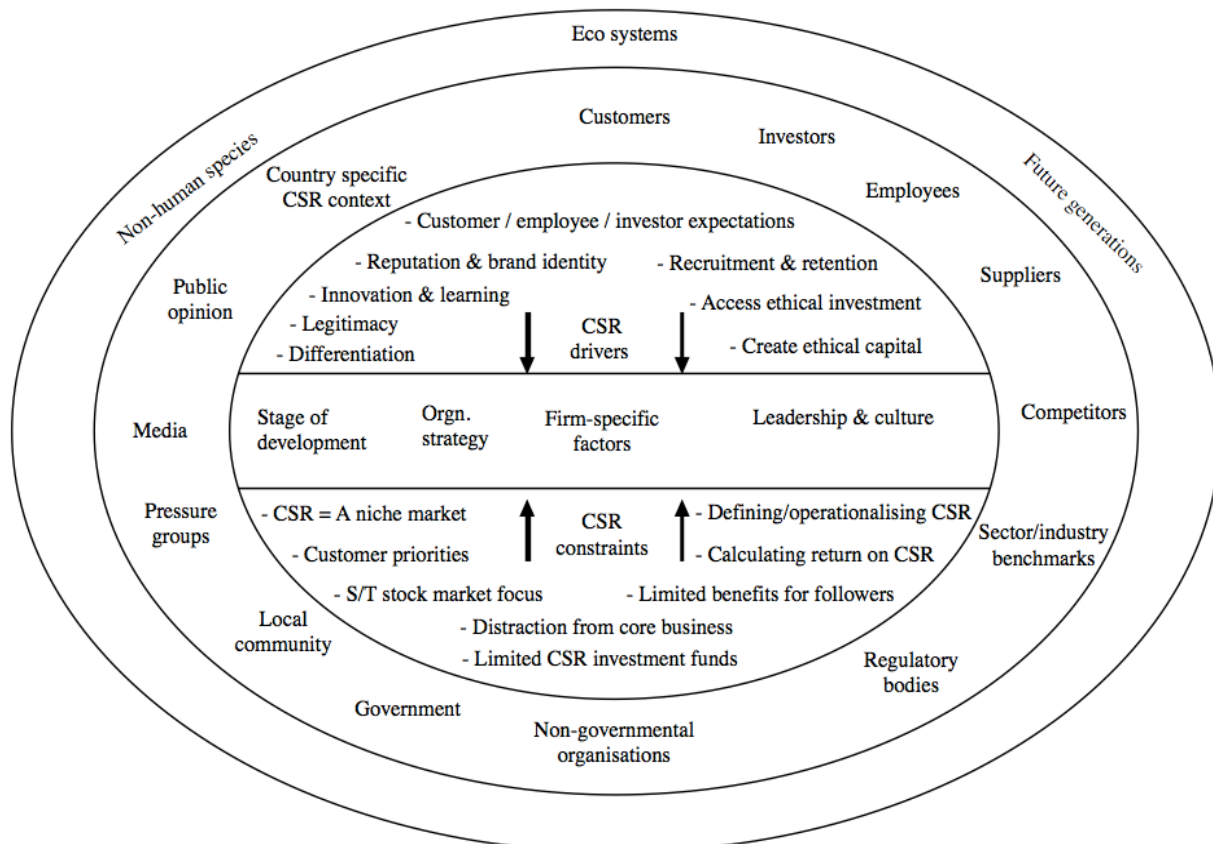 Eco systems
Non-human species
Future generations
Customers
Investors
Country specific
CSR context
Employees
Public
opinion
Suppliers
Media
Competitors
Pressure
groups
Sector/industry
benchmarks
Local
community
Regulatory
bodies
Government
Non-governmental
organisations
- Customer / employee / investor expectations
- Reputation & brand identity
- Recruitment & retention
- Innovation & learning
- Access ethical investment
- Legitimacy
- Differentiation
CSR
drivers
- Create ethical capital
Stage of
development
Orgn.
strategy
Firm-specific
factors
Leadership & culture
- CSR = A niche market
CSR
constraints
- Defining/operationalising CSR
- Customer priorities
- Calculating return on CSR
- S/T stock market focus
- Limited benefits for followers
- Distraction from core business
- Limited CSR investment funds